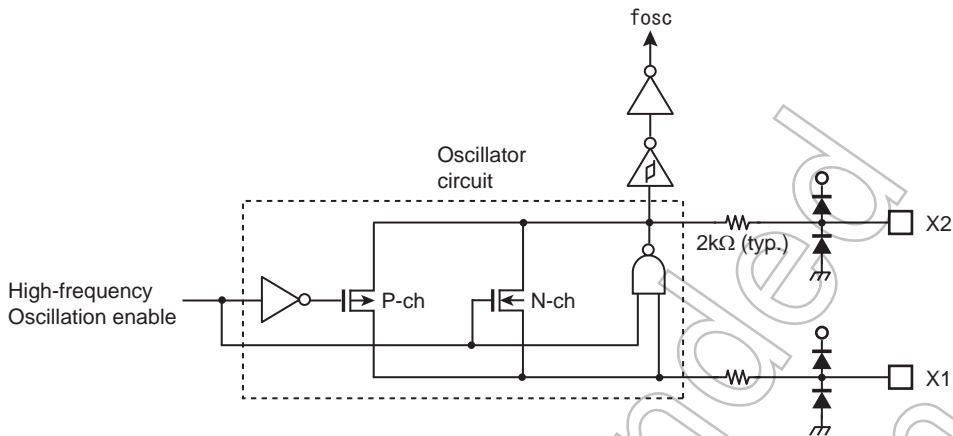 fosc
Oscillator
circuit
X2
2kΩ (typ.)
High-frequency
Oscillation enable
P-ch
N-ch
X1